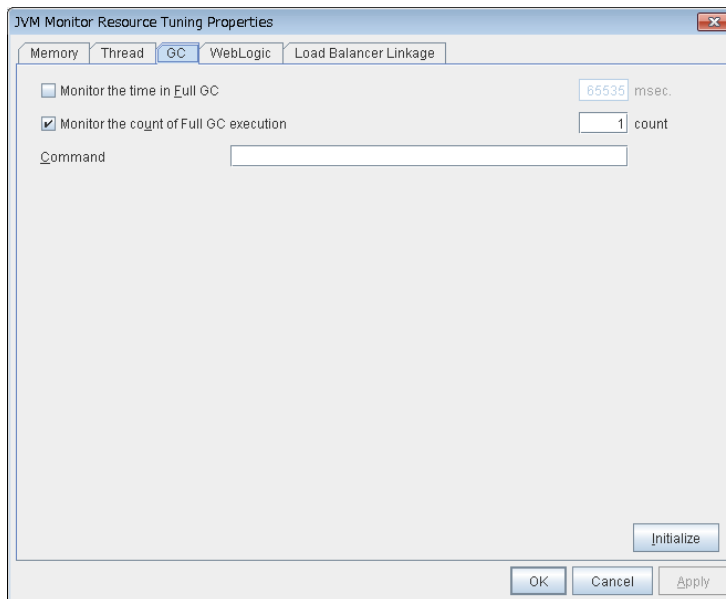 JVM Monitor Resource Tuning Properties
Memory Thread GC WebLogic Load Balancer Linkage
Monitor the time in Full GC 65535 msec.
Monitor the count of Full GC execution 1 count
Command
Initialize
OK Cancel Apply